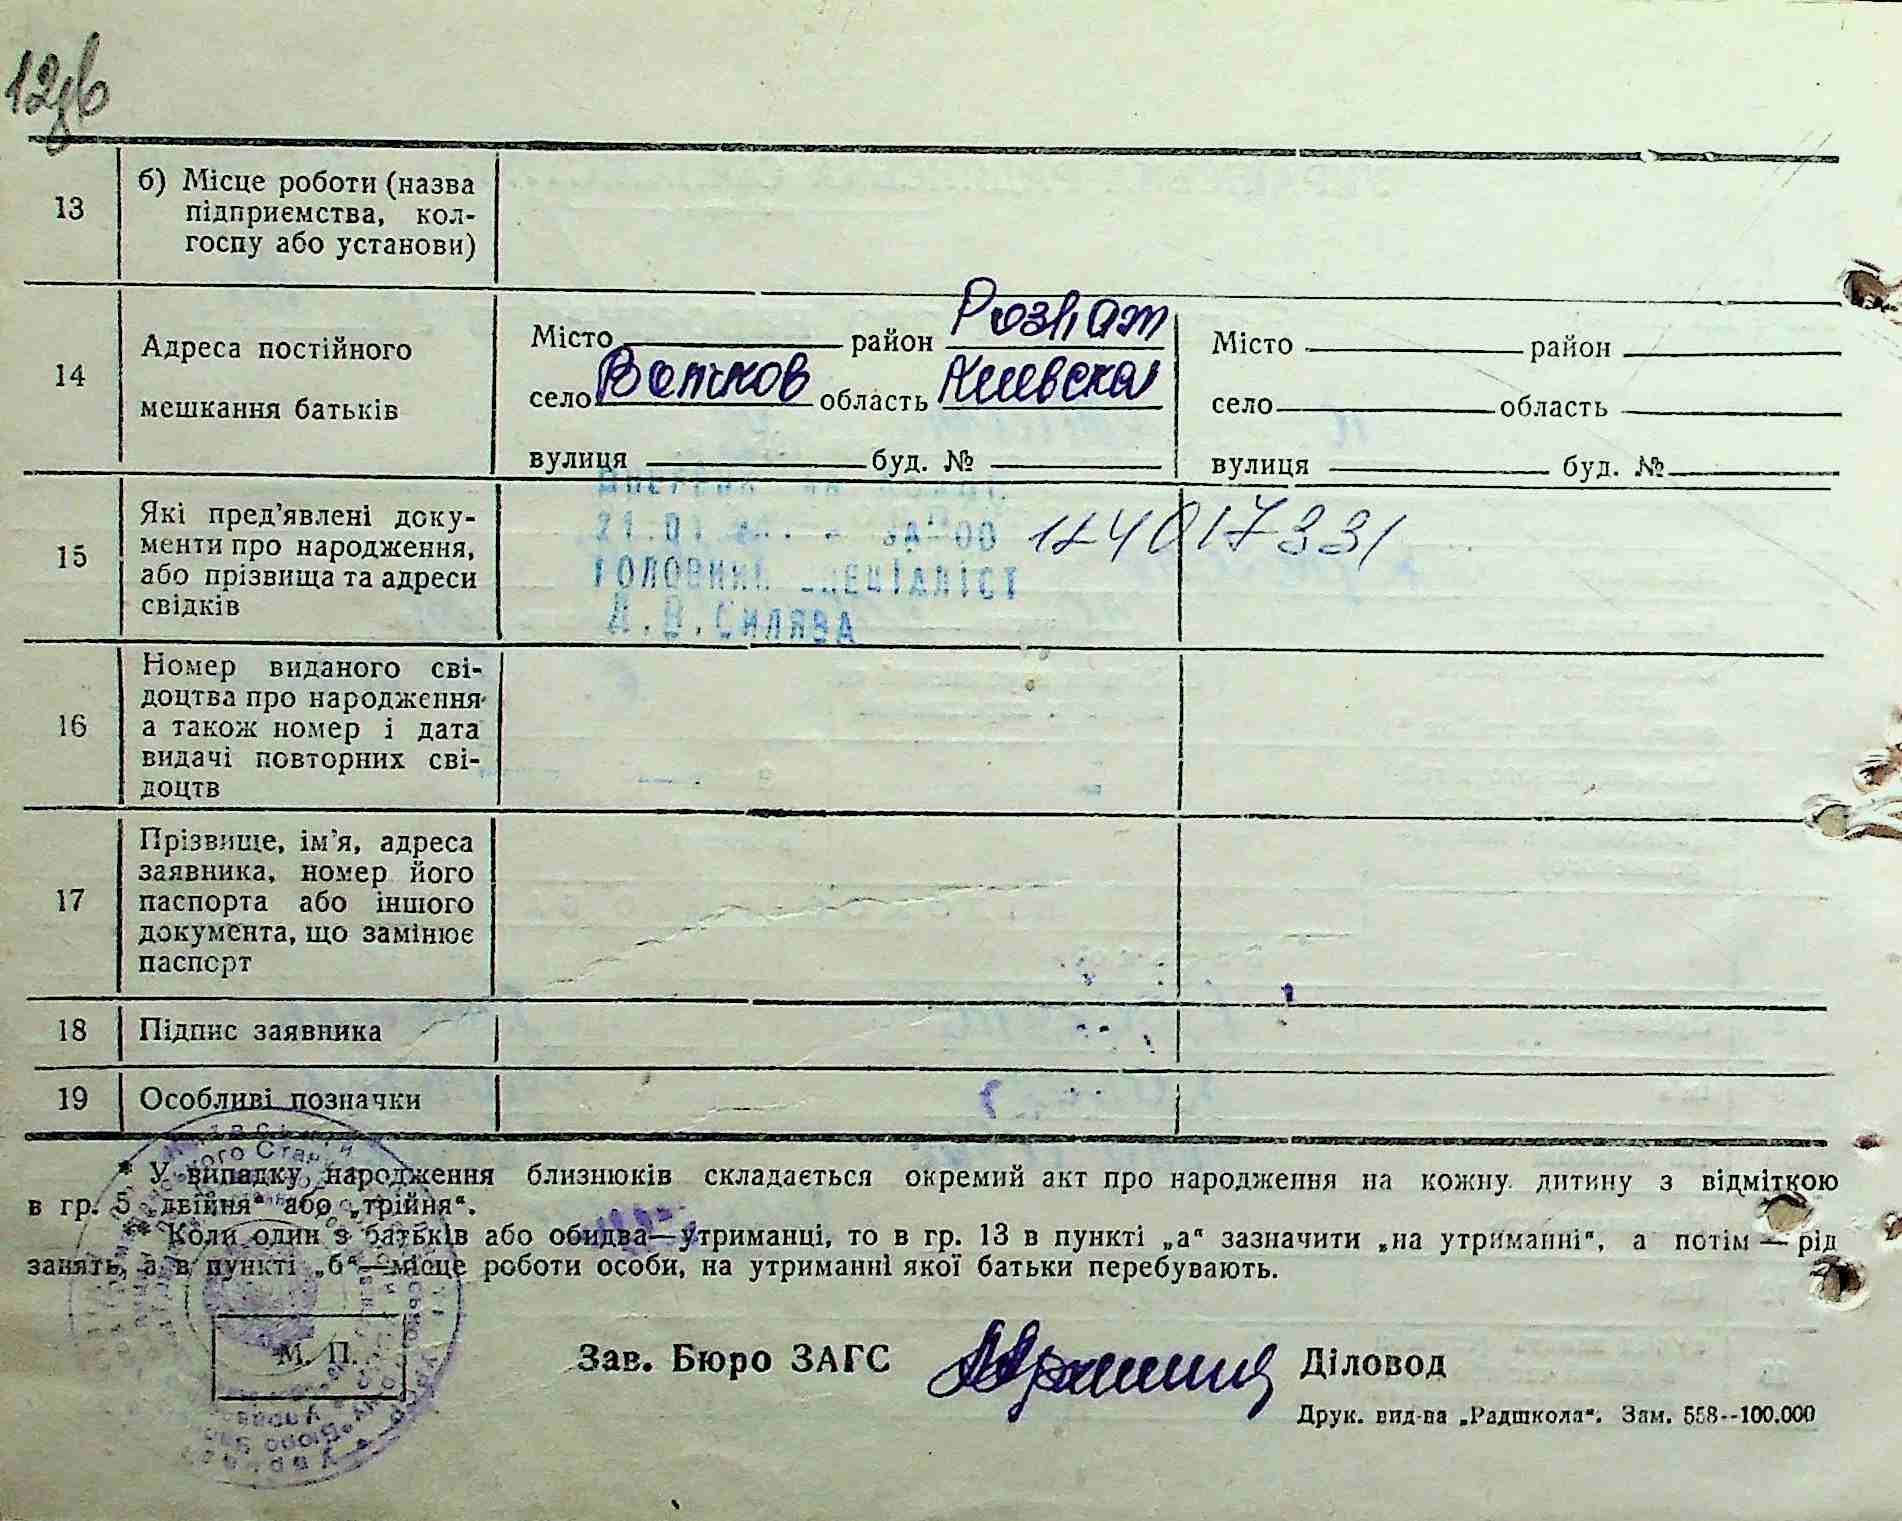 13
б) Місце роботи (назва
підприємства, кол-
госпу або установи)
14
Адреса постійного
мешкання батьків
Місто район
село Вончков область Киевская
вулиця буд. №
Місто район
село область
вулиця буд. №
15
Які пред’явлені доку-
менти про народження,
або прізвища та адреси
свідків
ГОЛОВНИЙ СПЕЦІАЛІСТ
СИЛЯВА
174017331
16
Номер виданого сві-
доцтва про народження
а також номер і дата
видачі повторних сві-
доцтв
17
Прізвище, ім’я, адреса
заявника, номер його
паспорта або іншого
документа, що замінює
паспорт
18
Підпис заявника
19
Особливі позначки
* У випадку народження близнюків складається окремий акт про народження на кожну дитину з відміткою
в гр. 5 „двійня“ або „трійня“.
** Коли один з батьків або обидва—утриманці, то в гр. 13 в пункті „а“ зазначити „на утриманні“, а потім — рід
занять, а в пункті „б“—місце роботи особи, на утриманні якої батьки перебувають.
М. П.
Зав. Бюро ЗАГС
Діловод
Друк. вид-ва „Радшкола“. Зам. 558--100.000